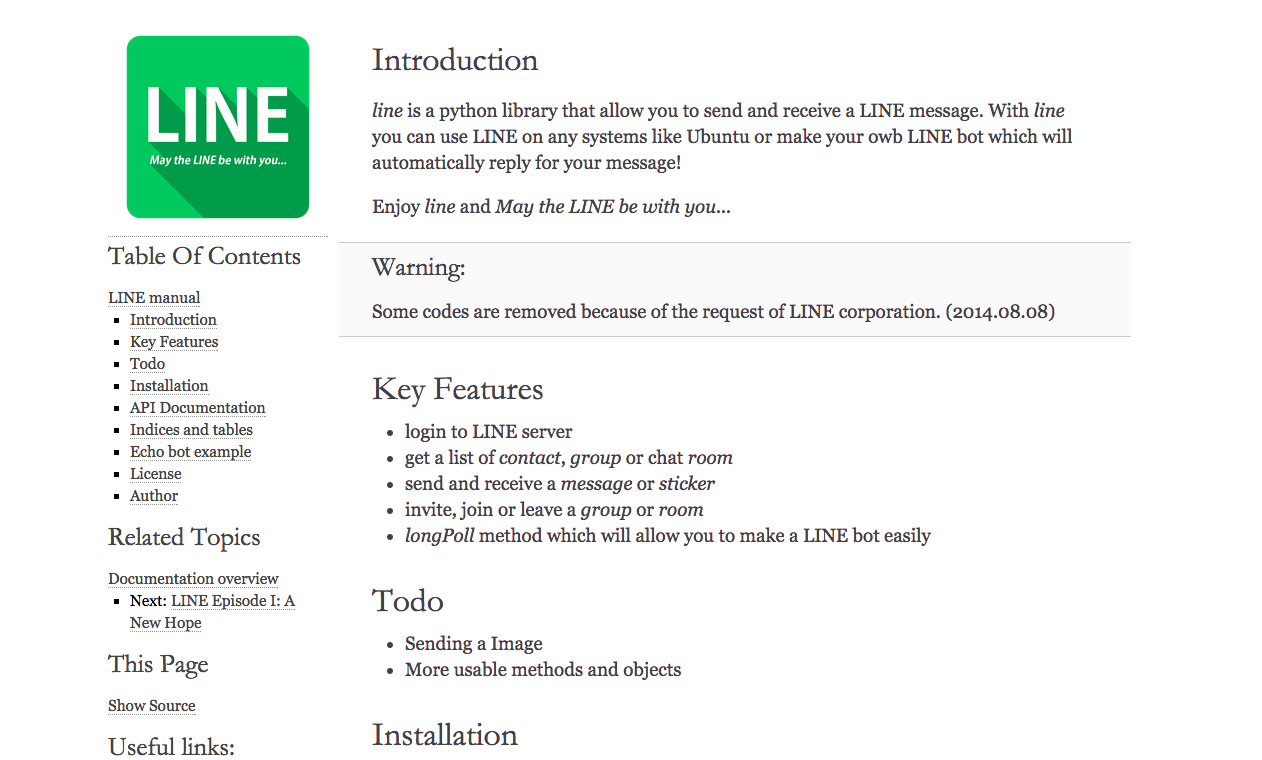 LINE
May the LINE be with you...
Table Of Contents
LINE manual
Introduction
Key Features
Todo
Installation
API Documentation
Indices and tables
Echo bot example
License
Author
Related Topics
Documentation overview
Next: LINE Episode I: A
New Hope
This Page
Show Source
Useful links:
Introduction
line is a python library that allow you to send and receive a LINE message. With line
you can use LINE on any systems like Ubuntu or make your owb LINE bot which will
automatically reply for your message!
Enjoy line and May the LINE be with you...
Warning:
Some codes are removed because of the request of LINE corporation. (2014.08.08)
Key Features
login to LINE server
get a list of contact, group or chat room
send and receive a message or sticker
invite, join or leave a group or room
longPoll method which will allow you to make a LINE bot easily
Todo
Sending a Image
More usable methods and objects
Installation